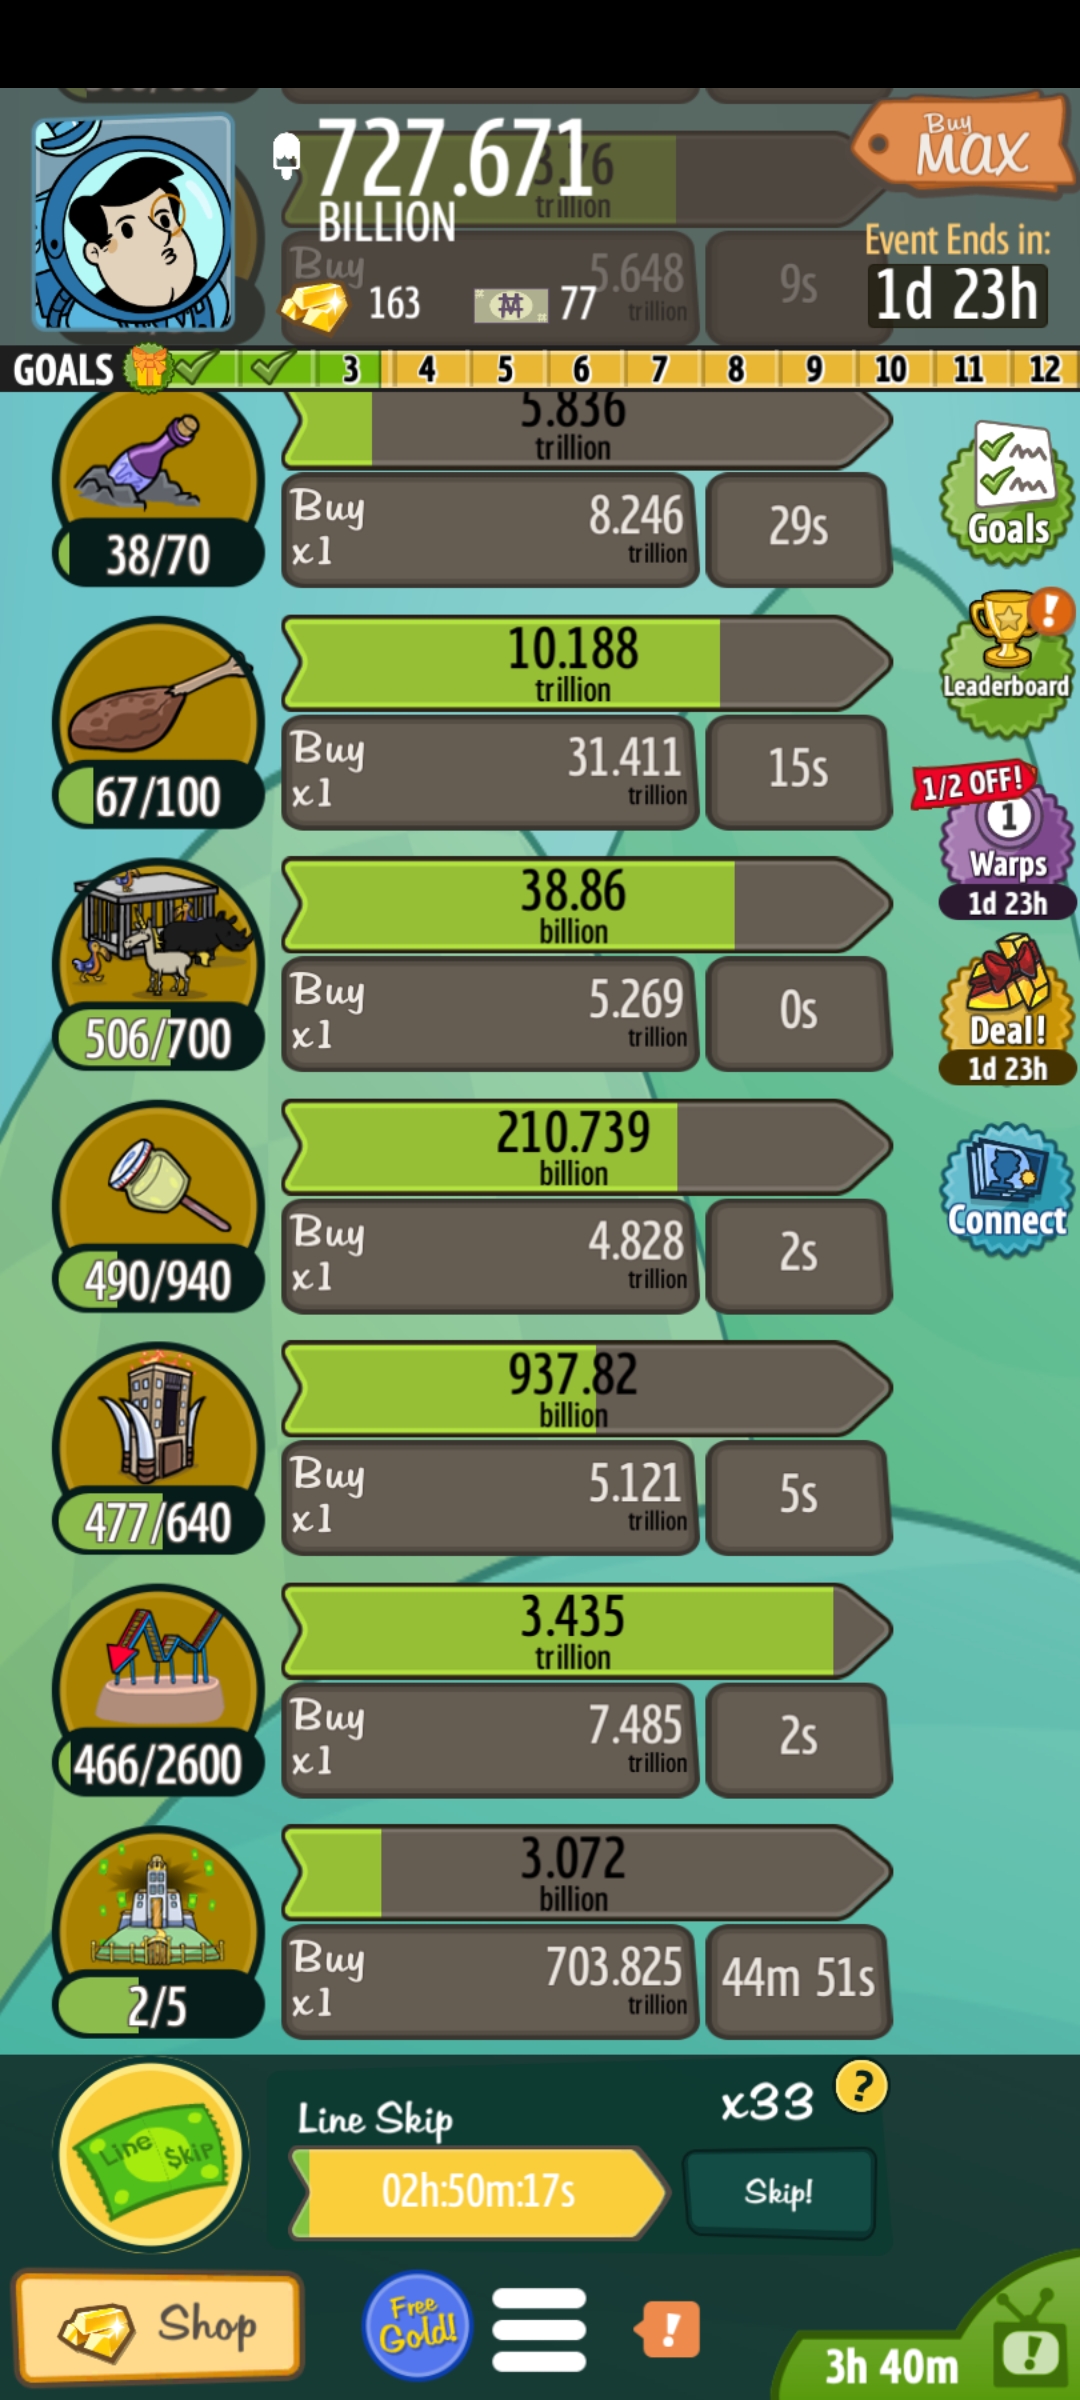 Buy
MAX
727.671
BILLION
3.76
trillion
Event Ends in:
1d 23h
Buy
5.648
trillion
9s
163
77
GOALS 3 4 5 6 7 8 9 10 11 12
5.836
trillion
38/70
Buy
x1
8.246
trillion
29s
Goals
10.188
trillion
67/100
Buy
x1
31.411
trillion
15s
Leaderboard
1/2 OFF!
1
Warps
1d 23h
38.86
billion
506/700
Buy
x1
5.269
trillion
0s
Deal!
1d 23h
210.739
billion
490/940
Buy
x1
4.828
trillion
2s
Connect
937.82
billion
477/640
Buy
x1
5.121
trillion
5s
3.435
trillion
466/2600
Buy
x1
7.485
trillion
2s
3.072
billion
2/5
Buy
x1
703.825
trillion
44m 51s
Line $kip
Line Skip
x33
?
02h:50m:17s
Skip!
Shop
Free
Gold!
!
3h 40m
!